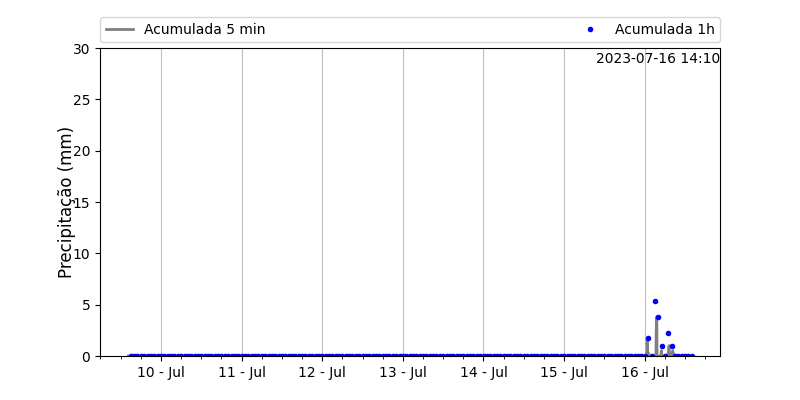 Acumulada 5 min
Acumulada 1h
2023-07-16 14:10
Precipitação (mm)
30
25
20
15
10
5
0
10 - Jul
11 - Jul
12 - Jul
13 - Jul
14 - Jul
15 - Jul
16 - Jul